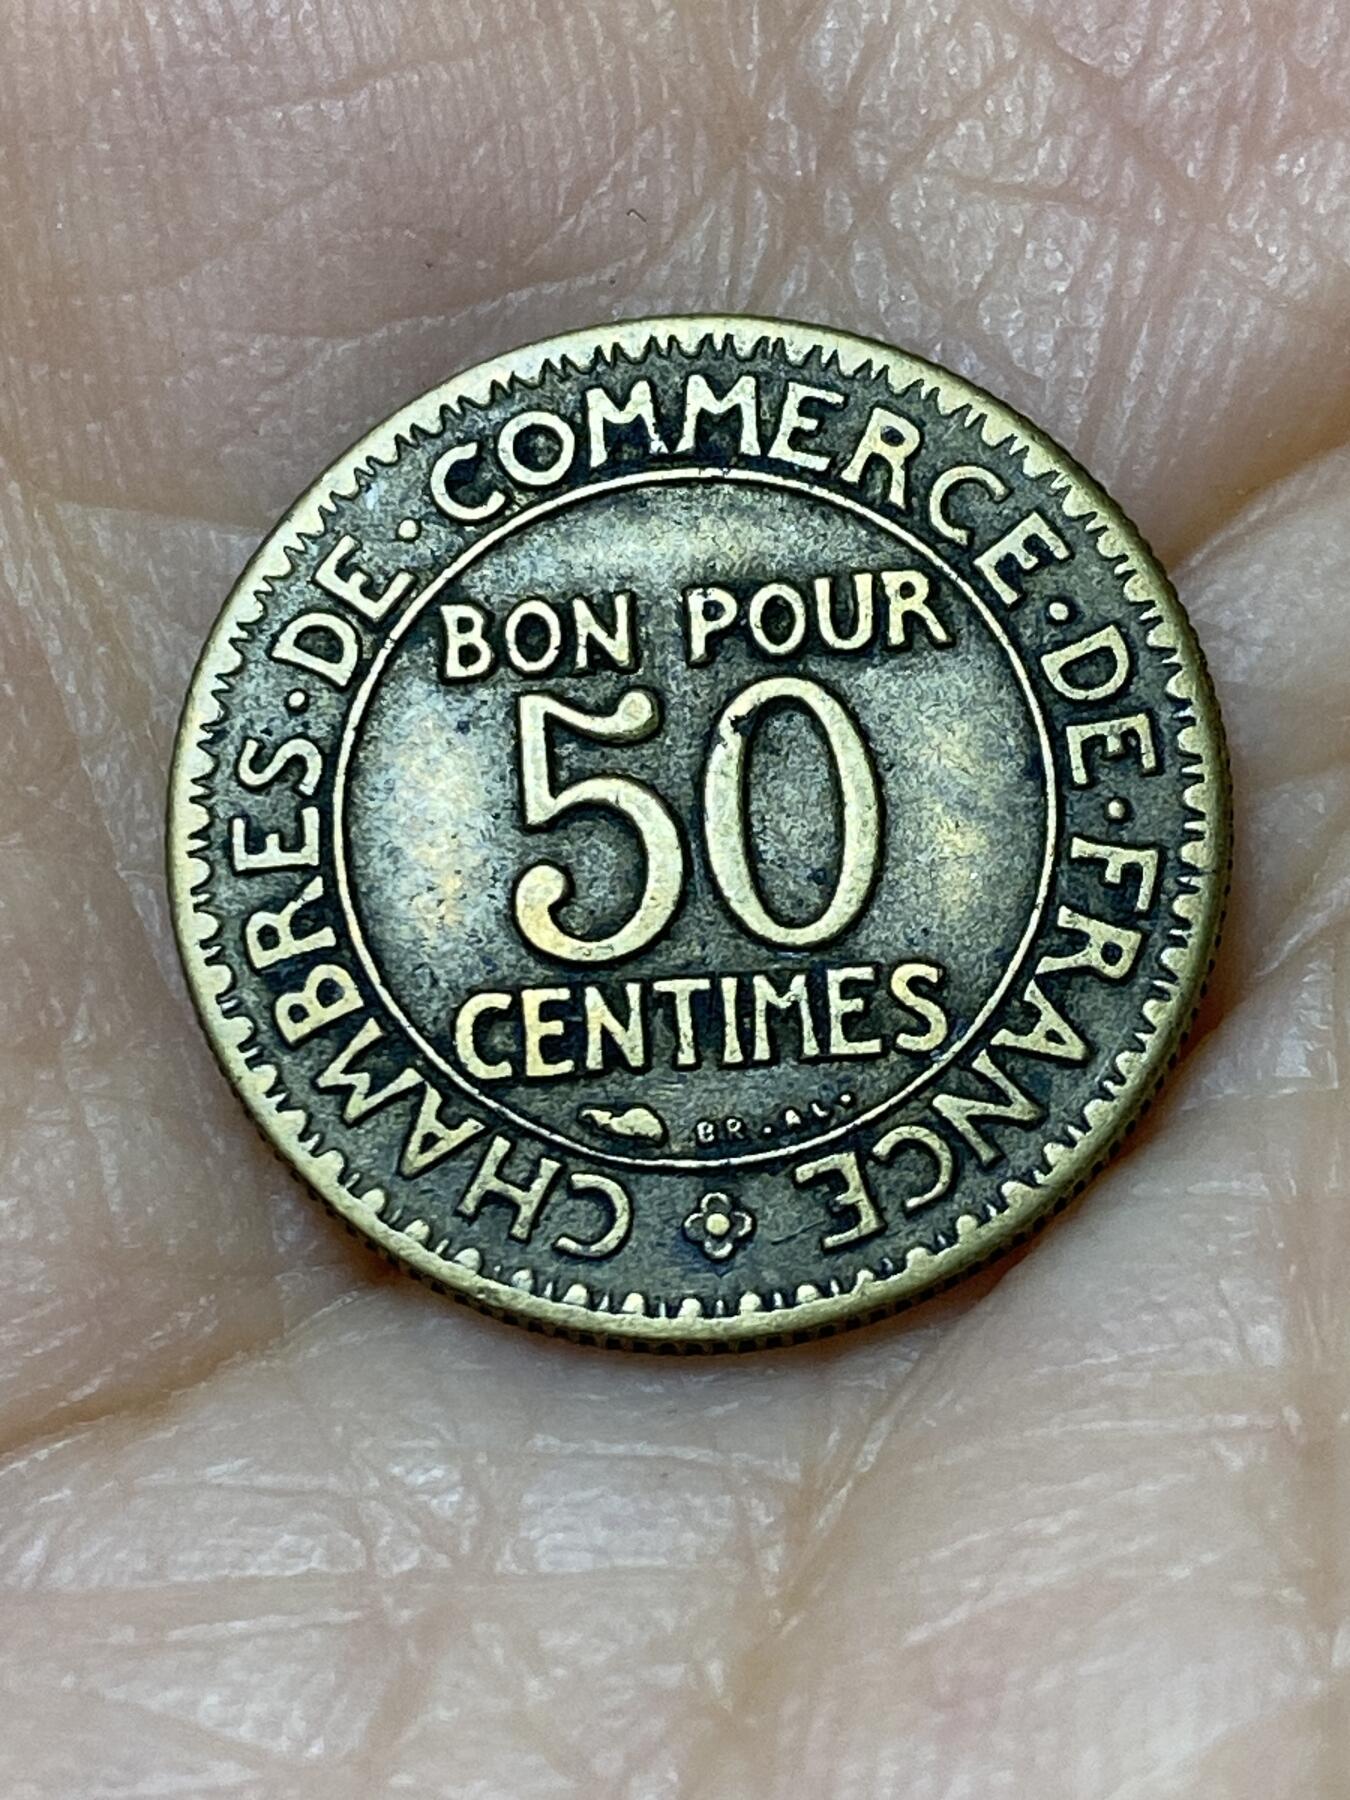 CHAMBRES·DE·COMMERCE·DE·FRANCE
BON POUR
50
CENTIMES
BR.AL.